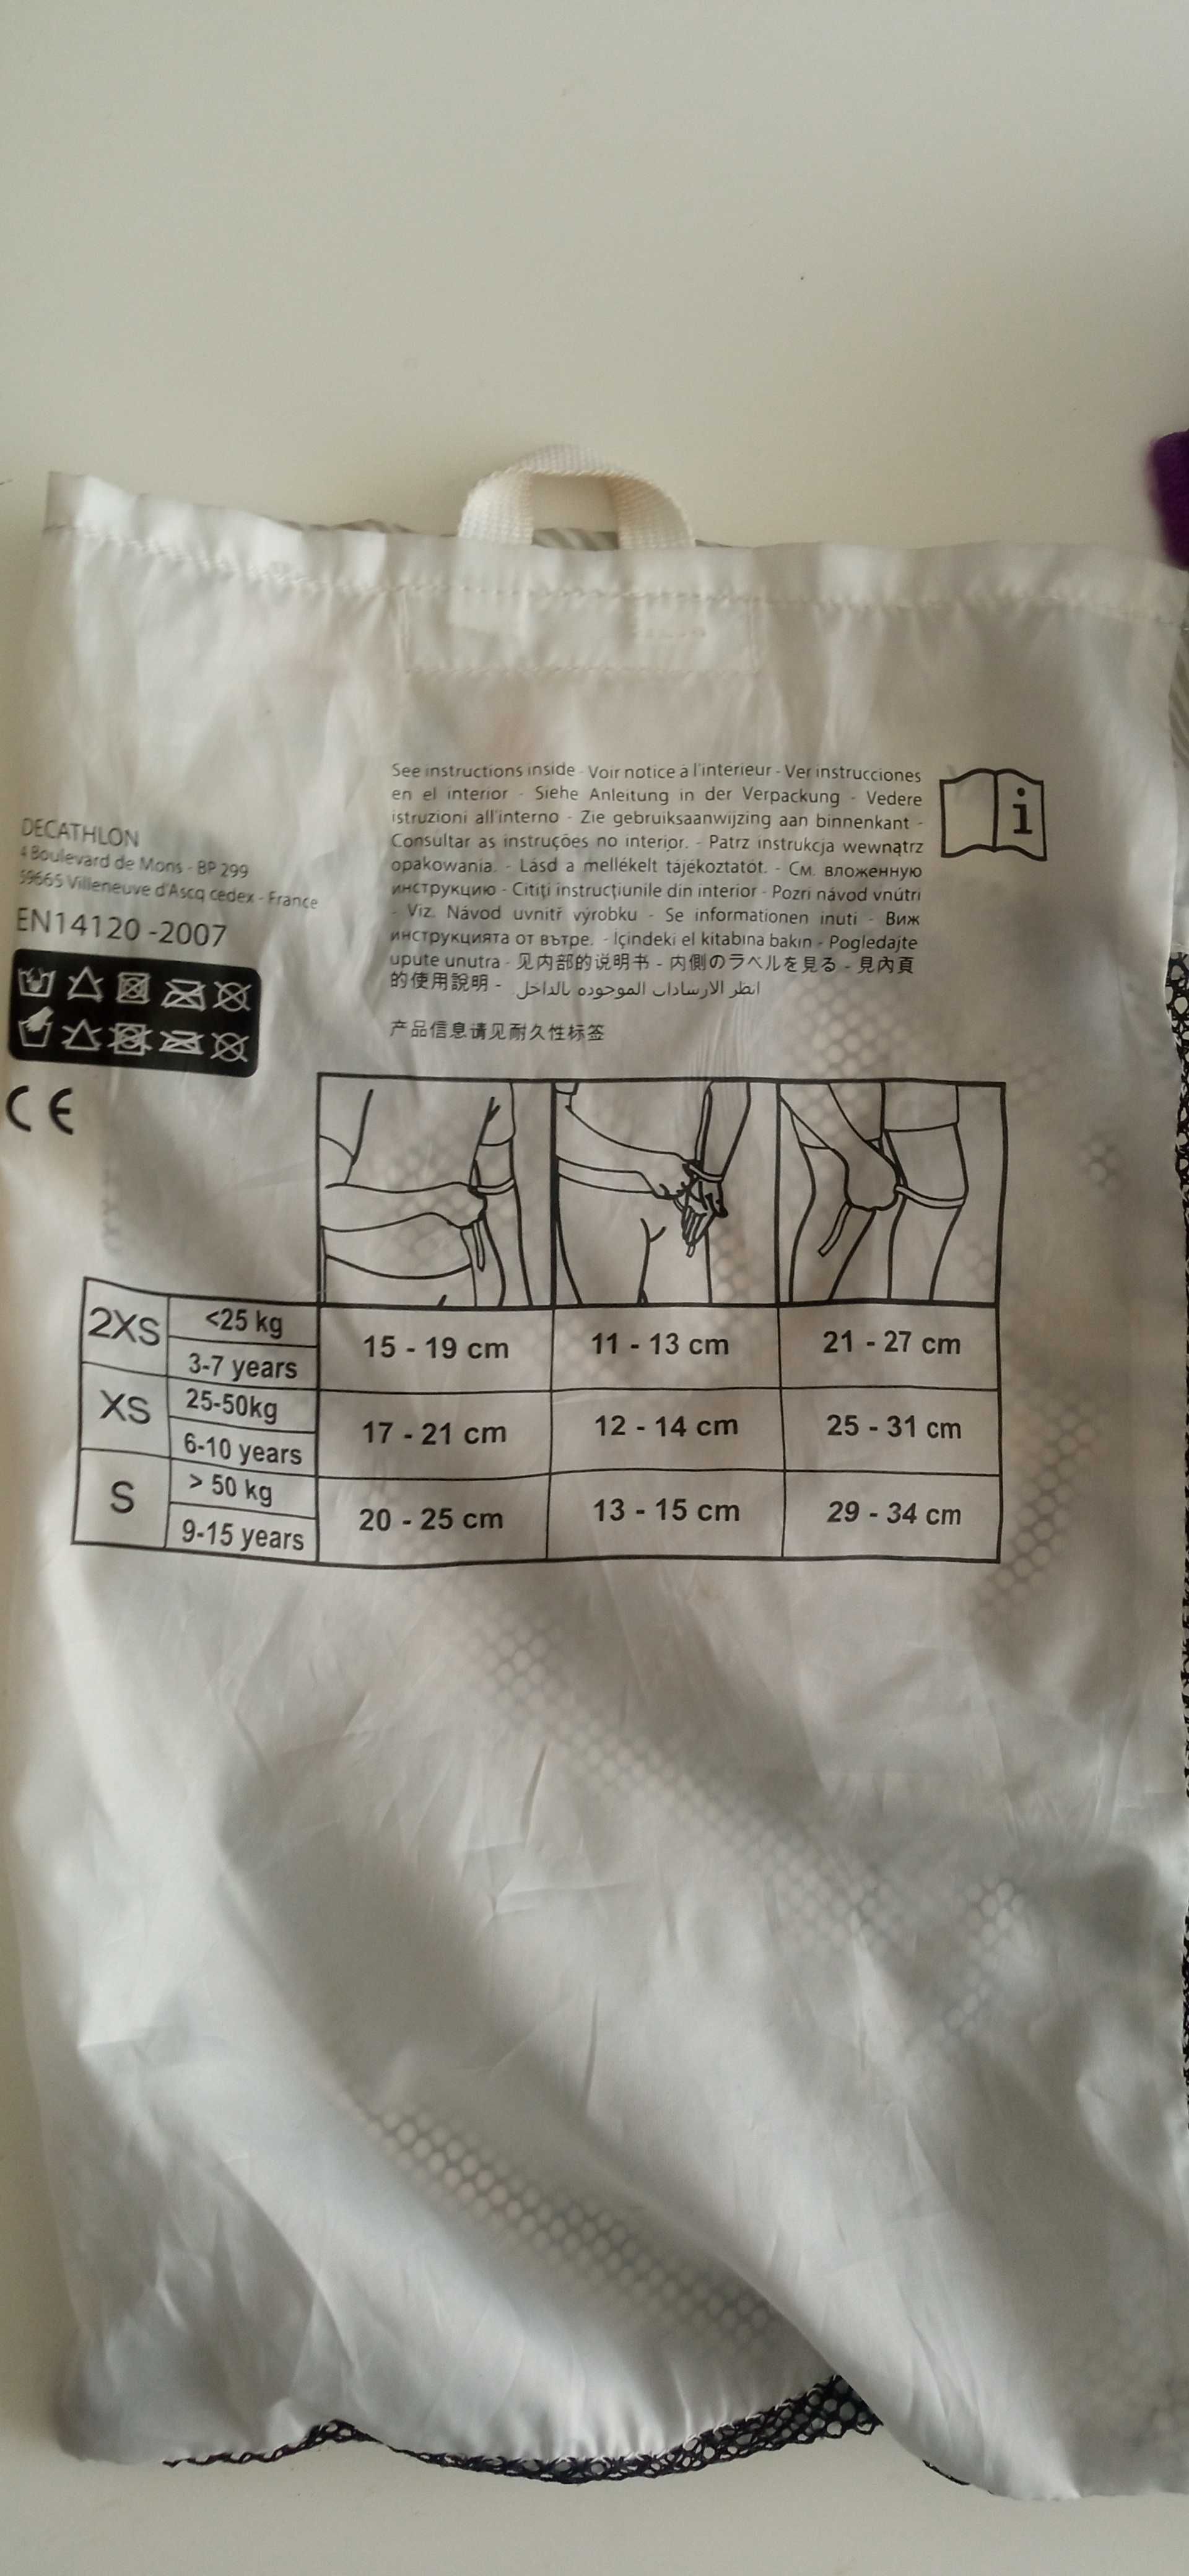 See instructions inside - Voir notice à l'intérieur - Ver instrucciones
en el interior - Siehe Anleitung in der Verpackung - Vedere
istruzioni all'interno - Zie gebruiksaanwijzing aan binnenkant -
Consultar as instruções no interior. - Patrz instrukcja wewnątrz
opakowania. - Lásd a mellékelt tájékoztatót. - См. вложенную
инструкцию - Citiți instrucțiunile din interior - Pozri návod vnútri
- Viz. Návod uvnitř výrobku - Se informationen inuti - Виж
инструкцията от вътре. - Içindeki el kitabına bakın - Pogledajte
upute unutra - 见内部的说明书 - 内側のラベルを見る - 見內頁
的使用說明 - انظر الارسادات الموجوده بالداخل
产品信息请见耐久性标签
i
DECATHLON
4 Boulevard de Mons - BP 299
59665 Villeneuve d'Ascq cedex - France
EN14120 -2007
CE
2XS <25 kg 15 - 19 cm 11 - 13 cm 21 - 27 cm
3-7 years
XS 25-50kg 17 - 21 cm 12 - 14 cm 25 - 31 cm
6-10 years
S > 50 kg 20 - 25 cm 13 - 15 cm 29 - 34 cm
9-15 years